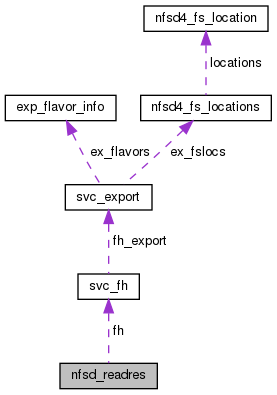 nfsd4_fs_location
locations
exp_flavor_info
nfsd4_fs_locations
ex_flavors
ex_fslocs
svc_export
fh_export
svc_fh
fh
nfsd_readres